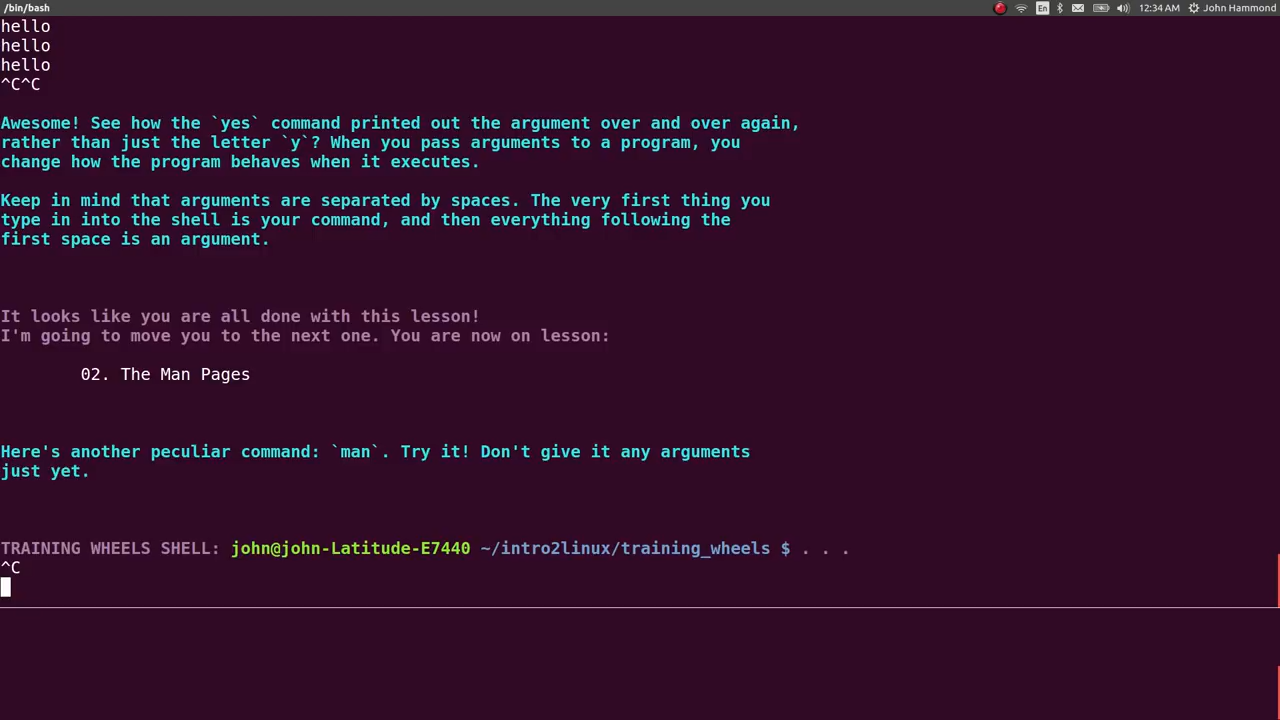 /bin/bash
En
12:34 AM
John Hammond
hello
hello
hello
^C^C
Awesome! See how the `yes` command printed out the argument over and over again,
rather than just the letter `y`? When you pass arguments to a program, you
change how the program behaves when it executes.
Keep in mind that arguments are separated by spaces. The very first thing you
type in into the shell is your command, and then everything following the
first space is an argument.
It looks like you are all done with this lesson!
I'm going to move you to the next one. You are now on lesson:
02. The Man Pages
Here's another peculiar command: `man`. Try it! Don't give it any arguments
just yet.
TRAINING WHEELS SHELL: john@john-Latitude-E7440 ~/intro2linux/training_wheels $ . . .
^C